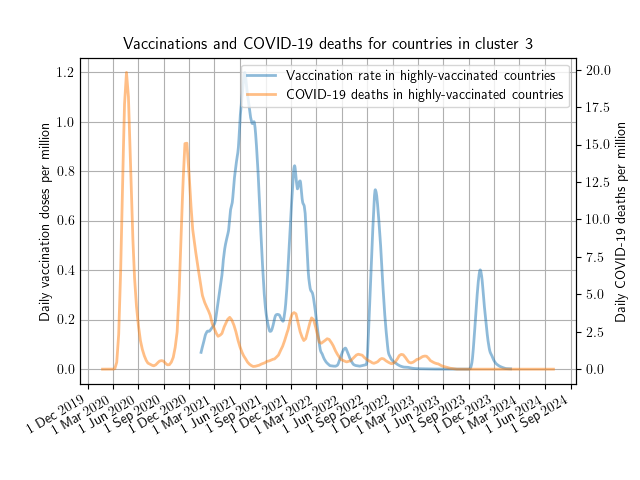 Vaccinations and COVID-19 deaths for countries in cluster 3
Vaccination rate in highly-vaccinated countries
COVID-19 deaths in highly-vaccinated countries
Daily vaccination doses per million
1.2
1.0
0.8
0.6
0.4
0.2
0.0
20.0
17.5
15.0
12.5
10.0
7.5
5.0
2.5
0.0
Daily COVID-19 deaths per million
1 Dec 2019
1 Mar 2020
1 Jun 2020
1 Sep 2020
1 Dec 2020
1 Mar 2021
1 Jun 2021
1 Sep 2021
1 Dec 2021
1 Mar 2022
1 Jun 2022
1 Sep 2022
1 Dec 2022
1 Mar 2023
1 Jun 2023
1 Sep 2023
1 Dec 2023
1 Mar 2024
1 Jun 2024
1 Sep 2024